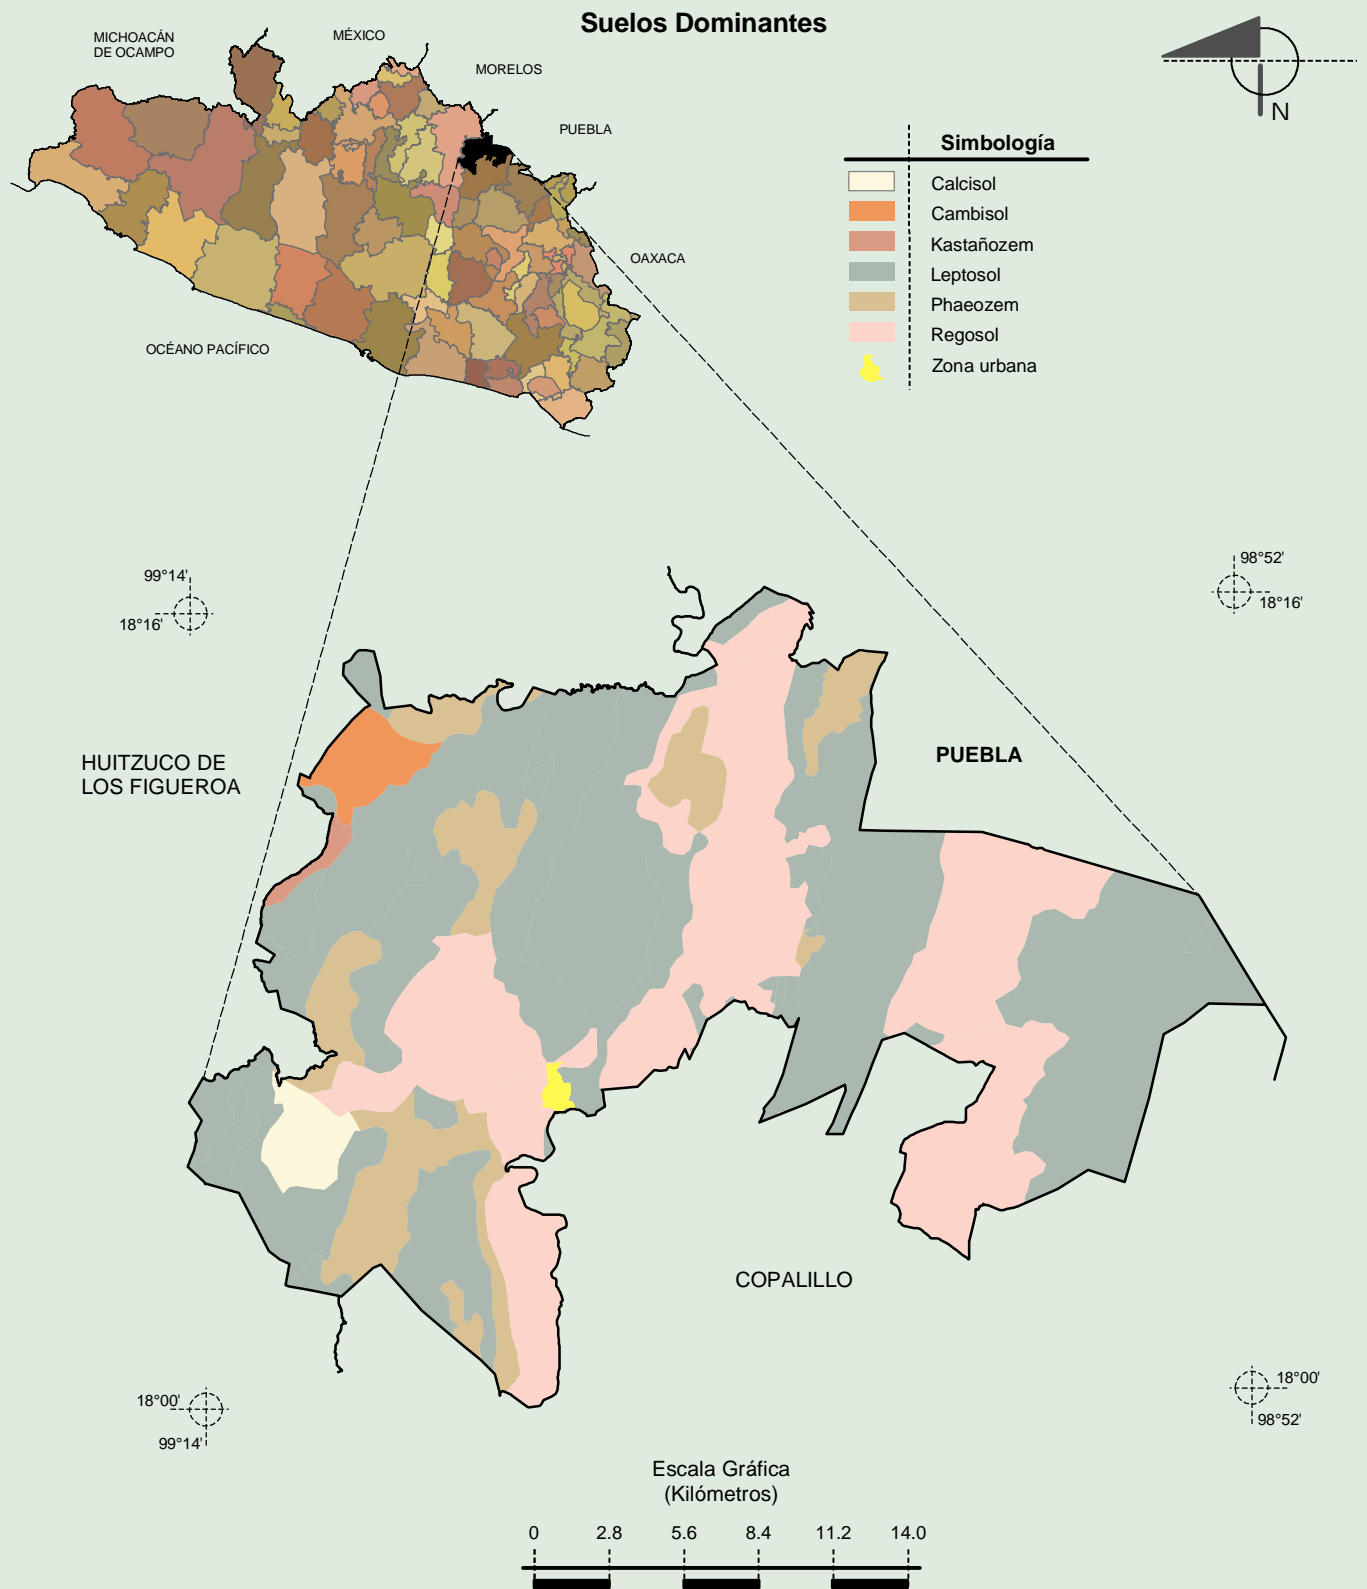 Suelos Dominantes
MICHOACÁN
DE OCAMPO
MÉXICO
MORELOS
PUEBLA
OAXACA
OCÉANO PACÍFICO
N
Simbología
Calcisol
Cambisol
Kastañozem
Leptosol
Phaeozem
Regosol
Zona urbana
99°14'
18°16'
98°52'
18°16'
HUITZUCO DE
LOS FIGUEROA
PUEBLA
COPALILLO
18°00'
99°14'
18°00'
98°52'
Escala Gráfica
(Kilómetros)
0 2.8 5.6 8.4 11.2 14.0